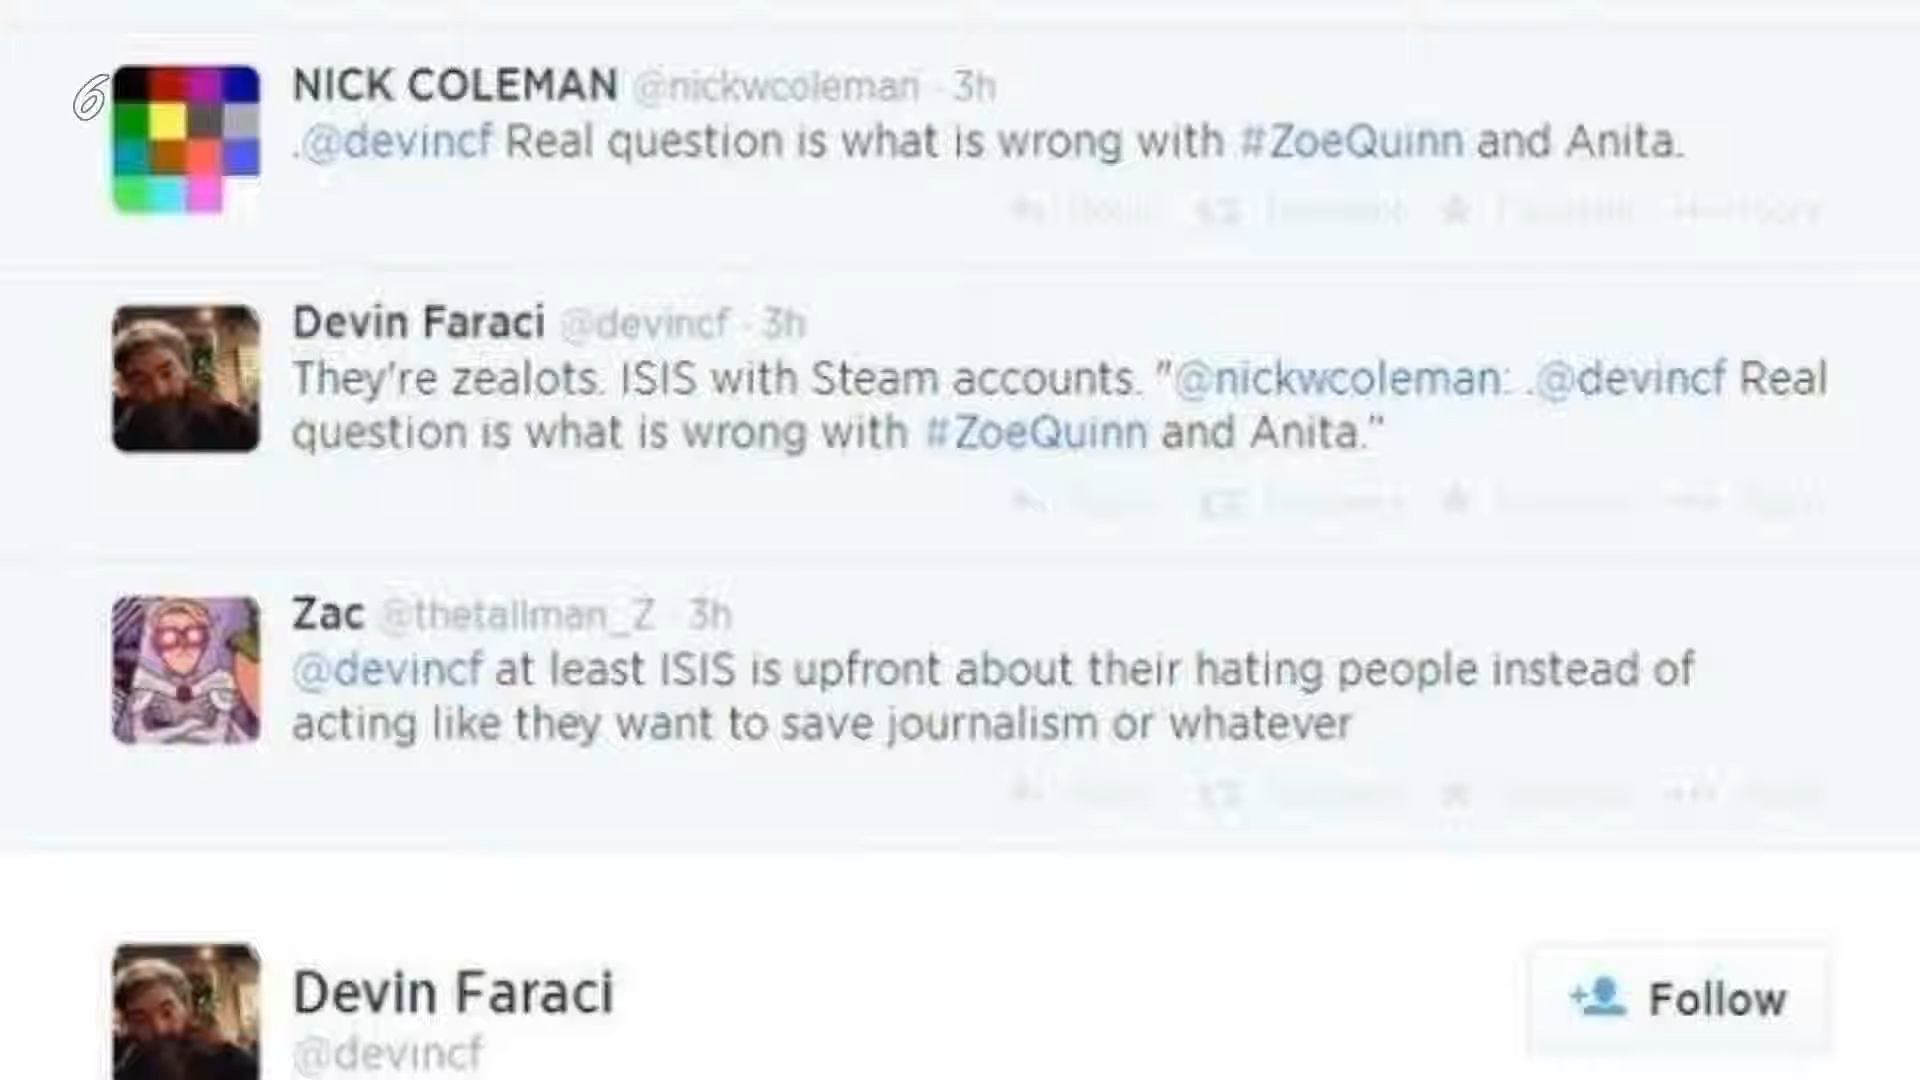 6
NICK COLEMAN @nickwcoleman · 3h
.@devincf Real question is what is wrong with #ZoeQuinn and Anita.
Devin Faraci @devincf · 3h
They're zealots. ISIS with Steam accounts. "@nickwcoleman: .@devincf Real
question is what is wrong with #ZoeQuinn and Anita."
Zac @thetallman_Z · 3h
@devincf at least ISIS is upfront about their hating people instead of
acting like they want to save journalism or whatever
Devin Faraci
Follow
@devincf